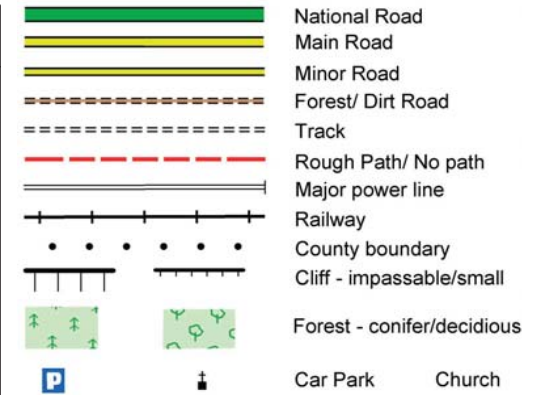 National Road
Main Road
Minor Road
Forest/ Dirt Road
Track
Rough Path/ No path
Major power line
Railway
County boundary
Cliff - impassable/small
Forest - conifer/decidious
P Car Park Church